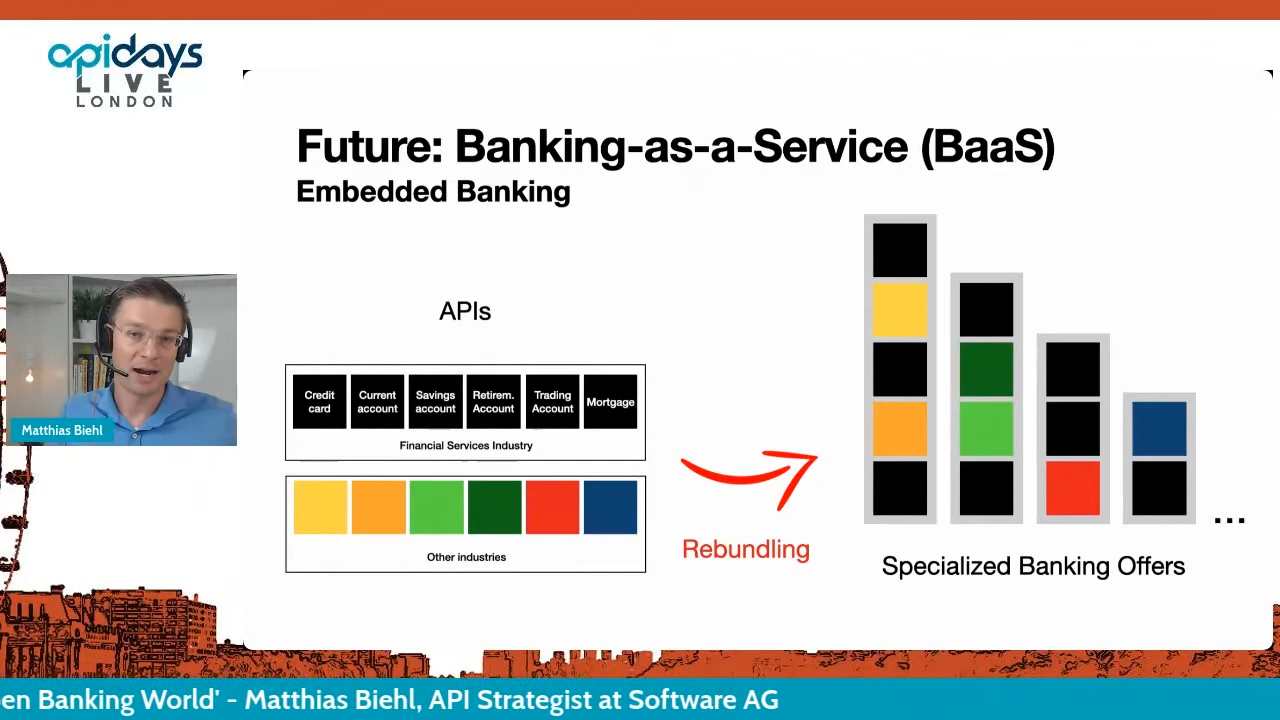 apidays
LIVE
LONDON
Future: Banking-as-a-Service (BaaS)
Embedded Banking
APIs
Credit card
Current account
Savings account
Retirem. Account
Trading Account
Mortgage
Financial Services Industry
Other industries
Rebundling
Specialized Banking Offers
...
Matthias Biehl
en Banking World' - Matthias Biehl, API Strategist at Software AG